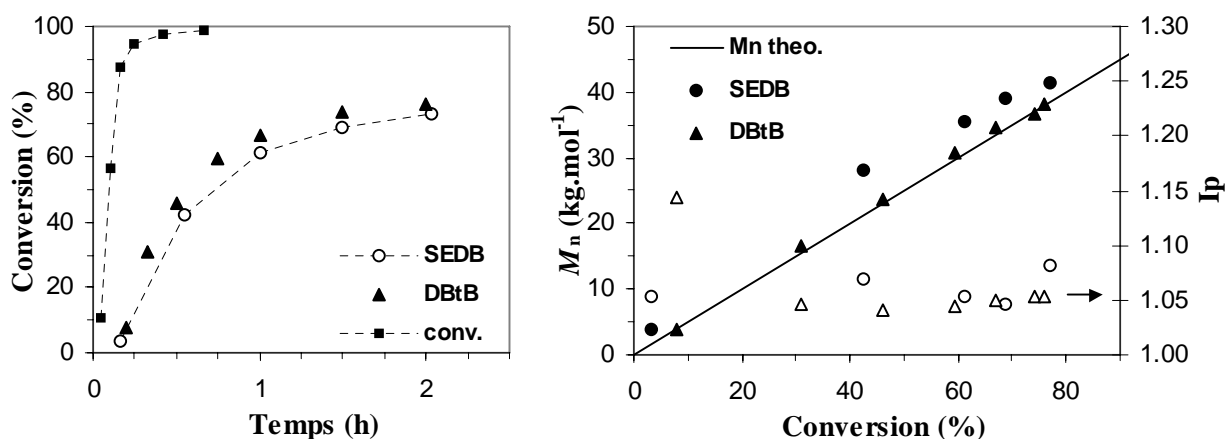 100
80
60
40
20
0
Conversion (%)
SEDB
DBtB
conv.
0
1
2
Temps (h)
50
40
30
20
10
0
Mn (kg.mol-1)
Mn theo.
SEDB
DBtB
1.30
1.25
1.20
1.15
1.10
1.05
1.00
Ip
0
20
40
60
80
Conversion (%)